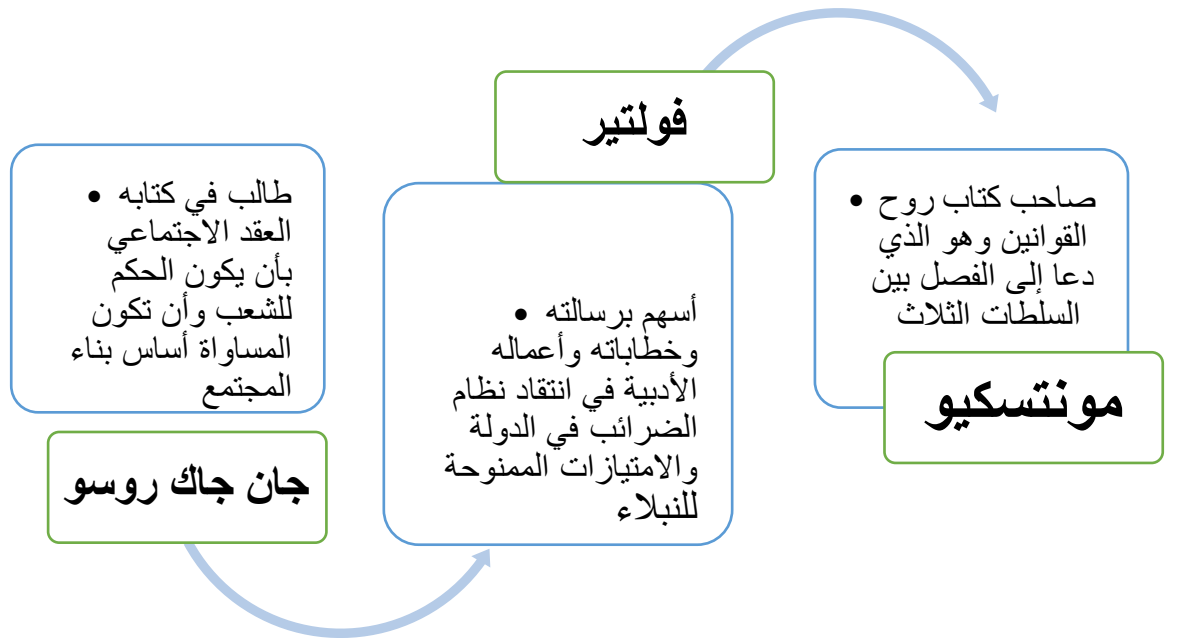 صاحب كتاب روح •
القوانين وهو الذي
دعا إلى الفصل بين
السلطات الثلاث
مونتسكيو
فولتير
أسهم برسالته •
وخطاباته وأعماله
الأدبية في انتقاد نظام
الضرائب في الدولة
والامتيازات الممنوحة
للنبلاء
طالب في كتابه •
العقد الاجتماعي
بأن يكون الحكم
للشعب وأن تكون
المساواة أساس بناء
المجتمع
جان جاك روسو